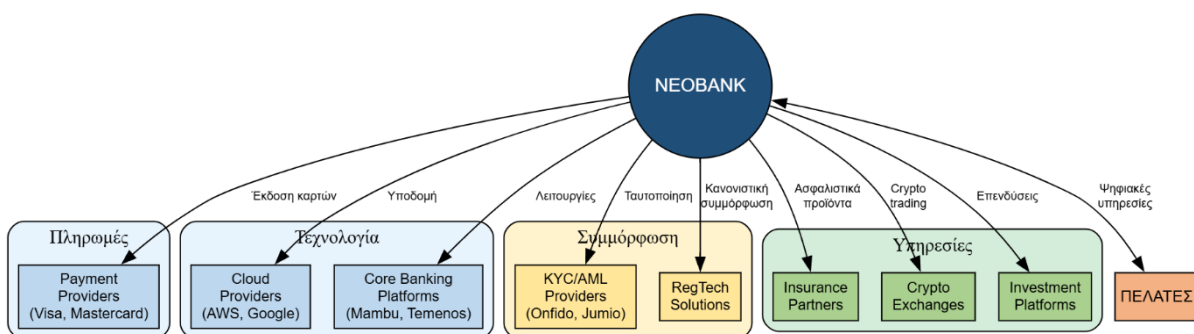 NEOBANK
Έκδοση καρτών
Υποδομή
Λειτουργίες
Ταυτοποίηση
Κανονιστική
συμμόρφωση
Ασφαλιστικά
προϊόντα
Crypto
trading
Επενδύσεις
Ψηφιακές
υπηρεσίες
Πληρωμές
Payment
Providers
(Visa, Mastercard)
Τεχνολογία
Cloud
Providers
(AWS, Google)
Core Banking
Platforms
(Mambu, Temenos)
Συμμόρφωση
KYC/AML
Providers
(Onfido, Jumio)
RegTech
Solutions
Υπηρεσίες
Insurance
Partners
Crypto
Exchanges
Investment
Platforms
ΠΕΛΑΤΕΣ